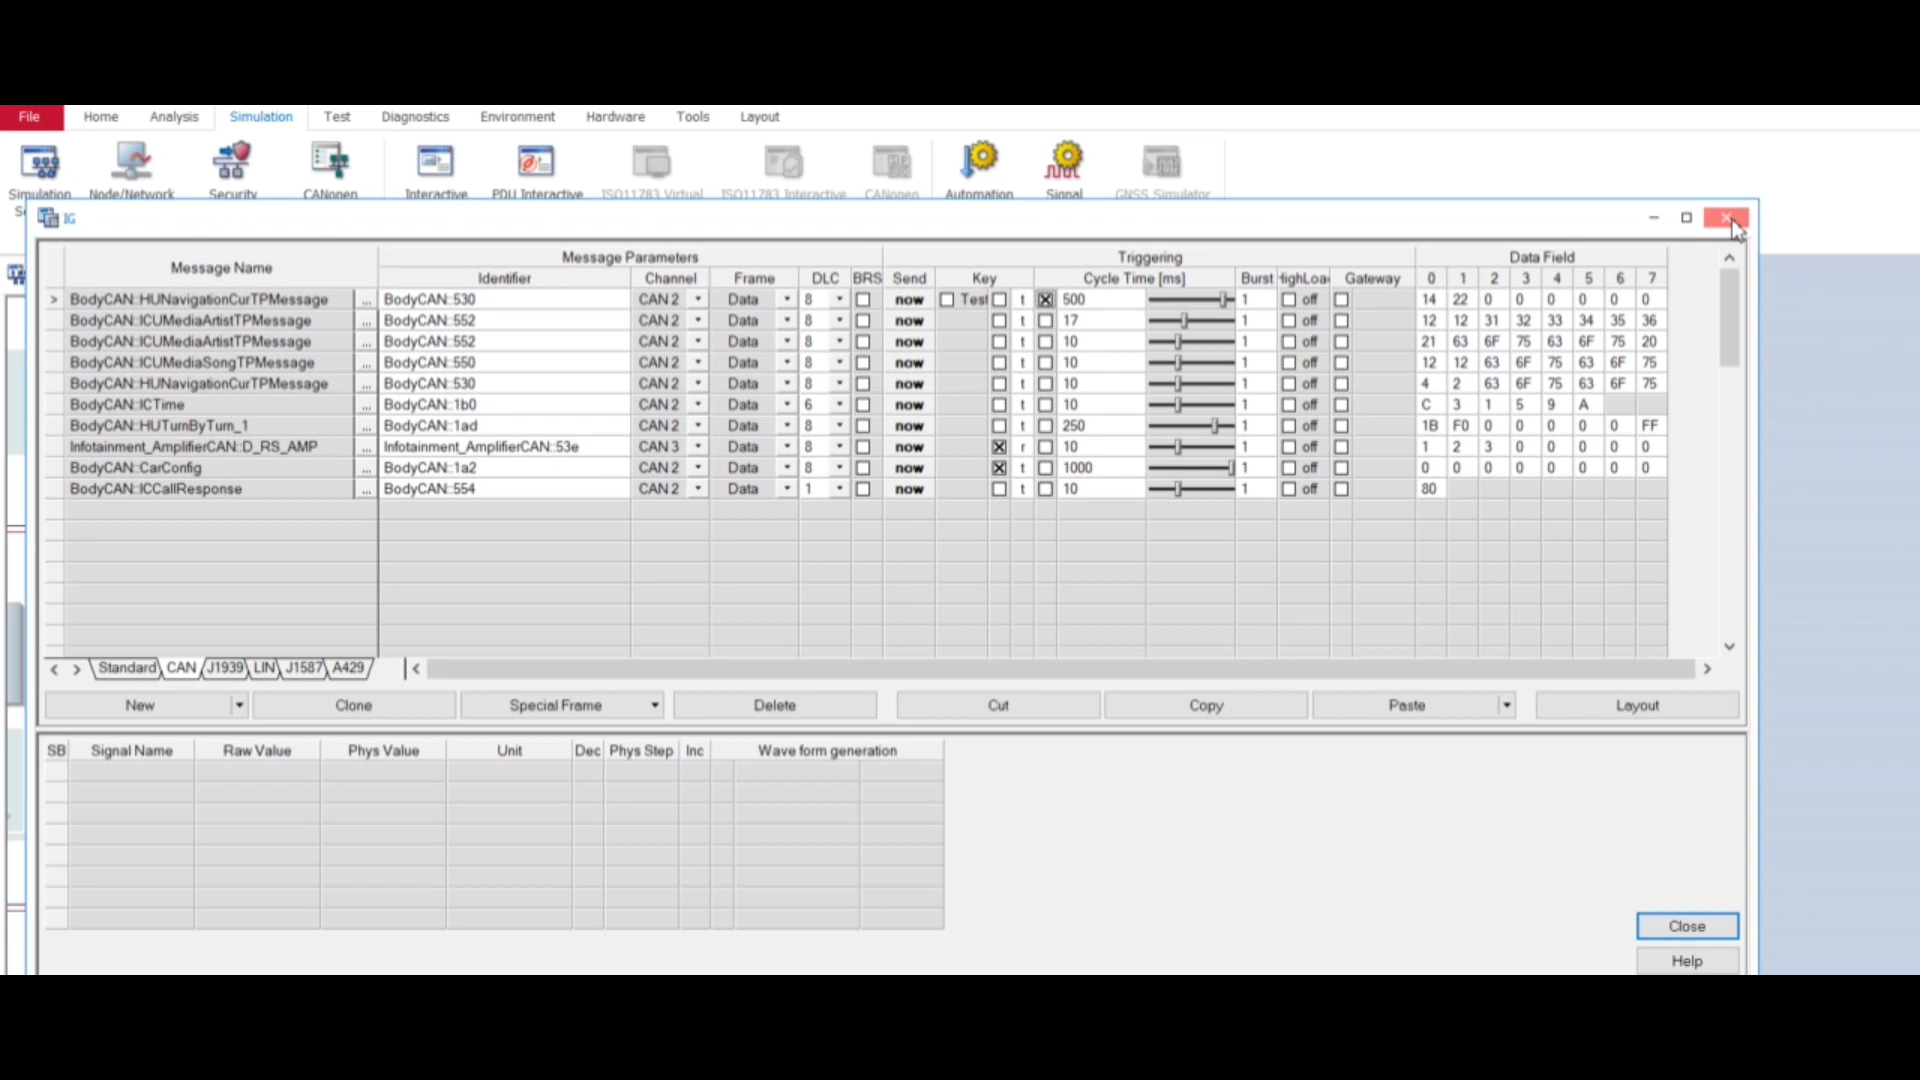 File Home Analysis Simulation Test Diagnostics Environment Hardware Tools Layout
Simulation Node/Network Security CANopen Interactive PDU Interactive ISO11783 Virtual ISO11783 Interactive CANopen Automation Signal GNSS Simulator
IG
Message Name Message Parameters Triggering Data Field
Identifier Channel Frame DLC BRS Send Key Cycle Time [ms] Burst HighLoa Gateway 0 1 2 3 4 5 6 7
> BodyCAN::HUNavigationCurTPMessage ... BodyCAN::530 CAN 2 Data 8 now Test t 500 1 off 14 22 0 0 0 0 0 0
BodyCAN::ICUMediaArtistTPMessage ... BodyCAN::552 CAN 2 Data 8 now t 17 1 off 12 12 31 32 33 34 35 36
BodyCAN::ICUMediaArtistTPMessage ... BodyCAN::552 CAN 2 Data 8 now t 10 1 off 21 63 6F 75 63 6F 75 20
BodyCAN::ICUMediaSongTPMessage ... BodyCAN::550 CAN 2 Data 8 now t 10 1 off 12 12 63 6F 75 63 6F 75
BodyCAN::HUNavigationCurTPMessage ... BodyCAN::530 CAN 2 Data 8 now t 10 1 off 4 2 63 6F 75 63 6F 75
BodyCAN::ICTime ... BodyCAN::1b0 CAN 2 Data 6 now t 10 1 off C 3 1 5 9 A
BodyCAN::HUTurnByTurn_1 ... BodyCAN::1ad CAN 2 Data 8 now t 250 1 off 1B F0 0 0 0 0 0 FF
Infotainment_AmplifierCAN::D_RS_AMP ... Infotainment_AmplifierCAN::53e CAN 3 Data 8 now r 10 1 off 1 2 3 0 0 0 0 0
BodyCAN::CarConfig ... BodyCAN::1a2 CAN 2 Data 8 now t 1000 1 off 0 0 0 0 0 0 0 0
BodyCAN::ICCallResponse ... BodyCAN::554 CAN 2 Data 1 now t 10 1 off 80
Standard CAN J1939 LIN J1587 A429
New Clone Special Frame Delete Cut Copy Paste Layout
SB Signal Name Raw Value Phys Value Unit Dec Phys Step Inc Wave form generation
Close
Help